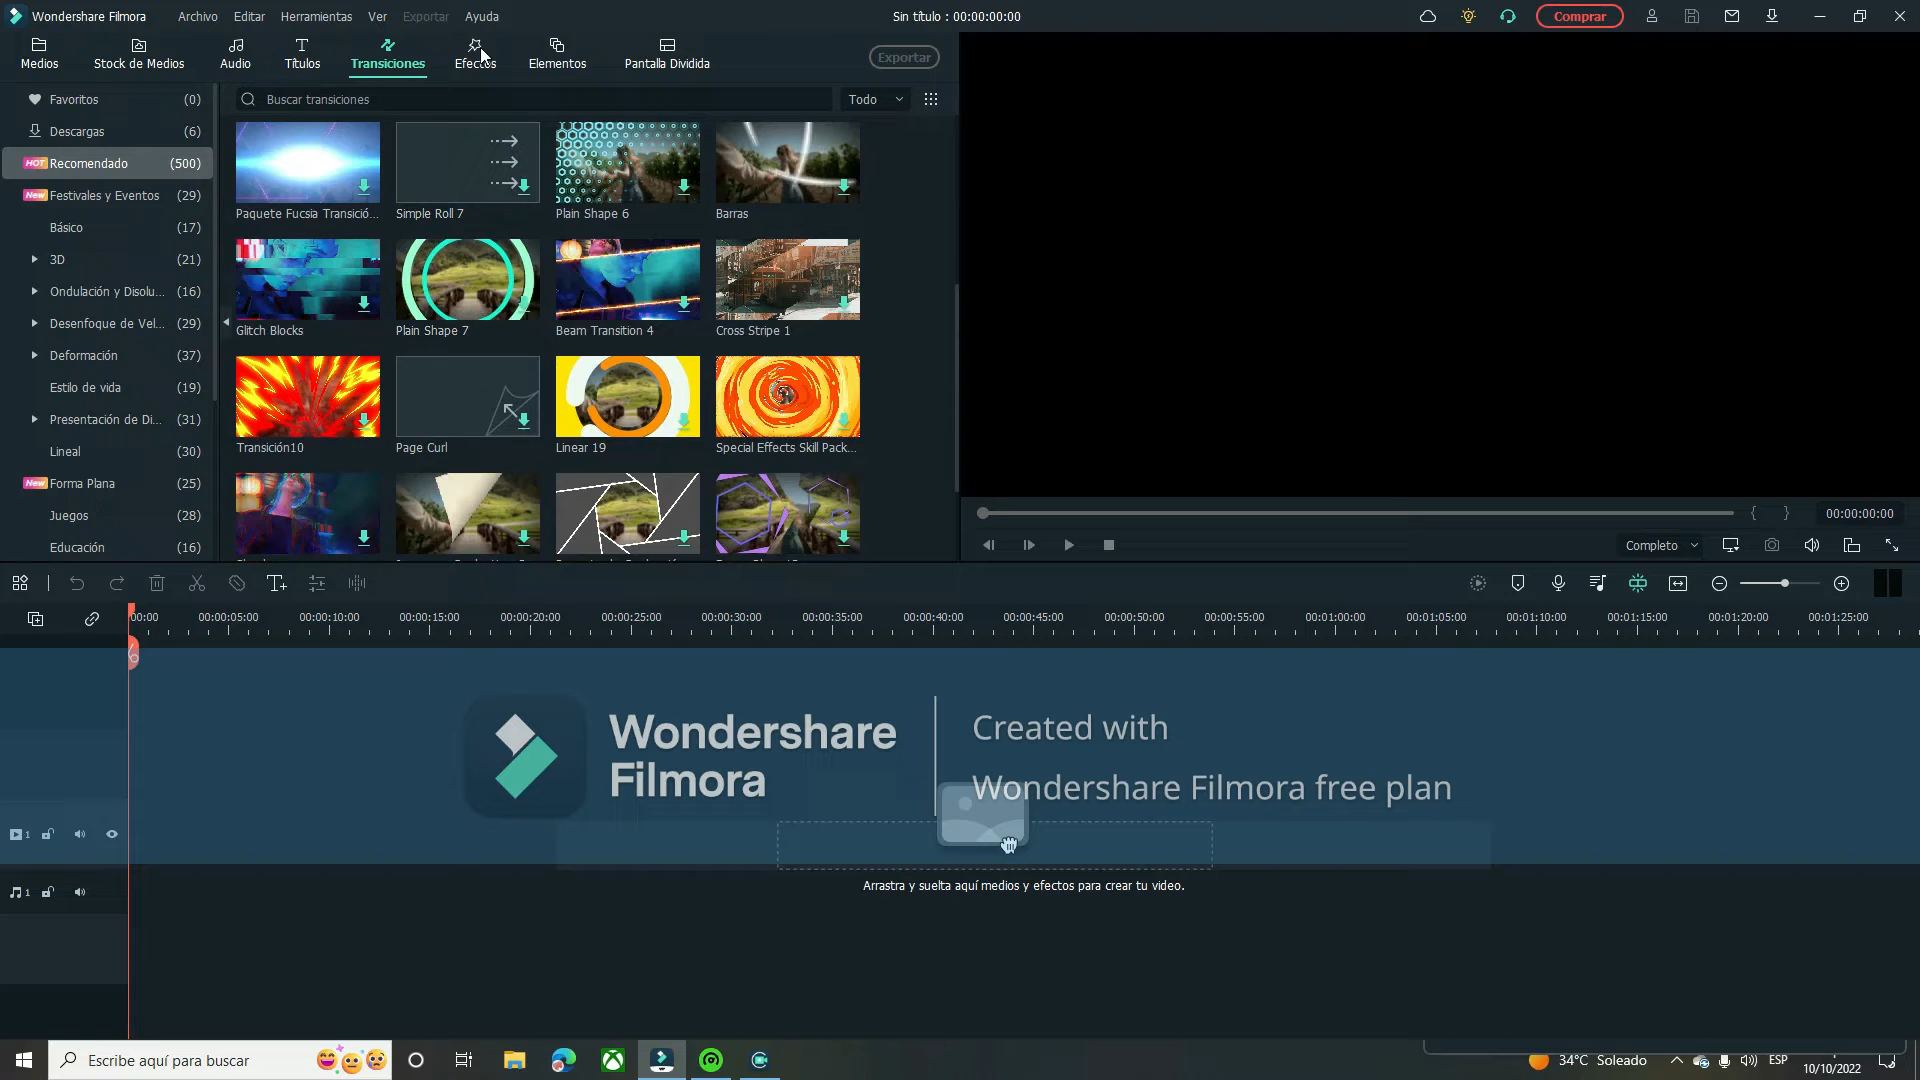 Wondershare Filmora Archivo Editar Herramientas Ver Exportar Ayuda Sin título : 00:00:00:00 Comprar
Medios Stock de Medios Audio Títulos Transiciones Efectos Elementos Pantalla Dividida Exportar
Favoritos (0)
Descargas (6)
HOT Recomendado (500)
New Festivales y Eventos (29)
Básico (17)
3D (21)
Ondulación y Disolu... (16)
Desenfoque de Vel... (29)
Deformación (37)
Estilo de vida (19)
Presentación de Di... (31)
Lineal (30)
New Forma Plana (25)
Juegos (28)
Educación (16)
Buscar transiciones Todo
Paquete Fucsia Transició... Simple Roll 7 Plain Shape 6 Barras
Glitch Blocks Plain Shape 7 Beam Transition 4 Cross Stripe 1
Transición10 Page Curl Linear 19 Special Effects Skill Pack...
00:00:00:00
Completo
00:00 00:00:05:00 00:00:10:00 00:00:15:00 00:00:20:00 00:00:25:00 00:00:30:00 00:00:35:00 00:00:40:00 00:00:45:00 00:00:50:00 00:00:55:00 00:01:00:00 00:01:05:00 00:01:10:00 00:01:15:00 00:01:20:00 00:01:25:00
Wondershare
Filmora
Created with
Wondershare Filmora free plan
1
Arrastra y suelta aquí medios y efectos para crear tu video.
1
Escribe aquí para buscar
34°C Soleado
ESP
10/10/2022